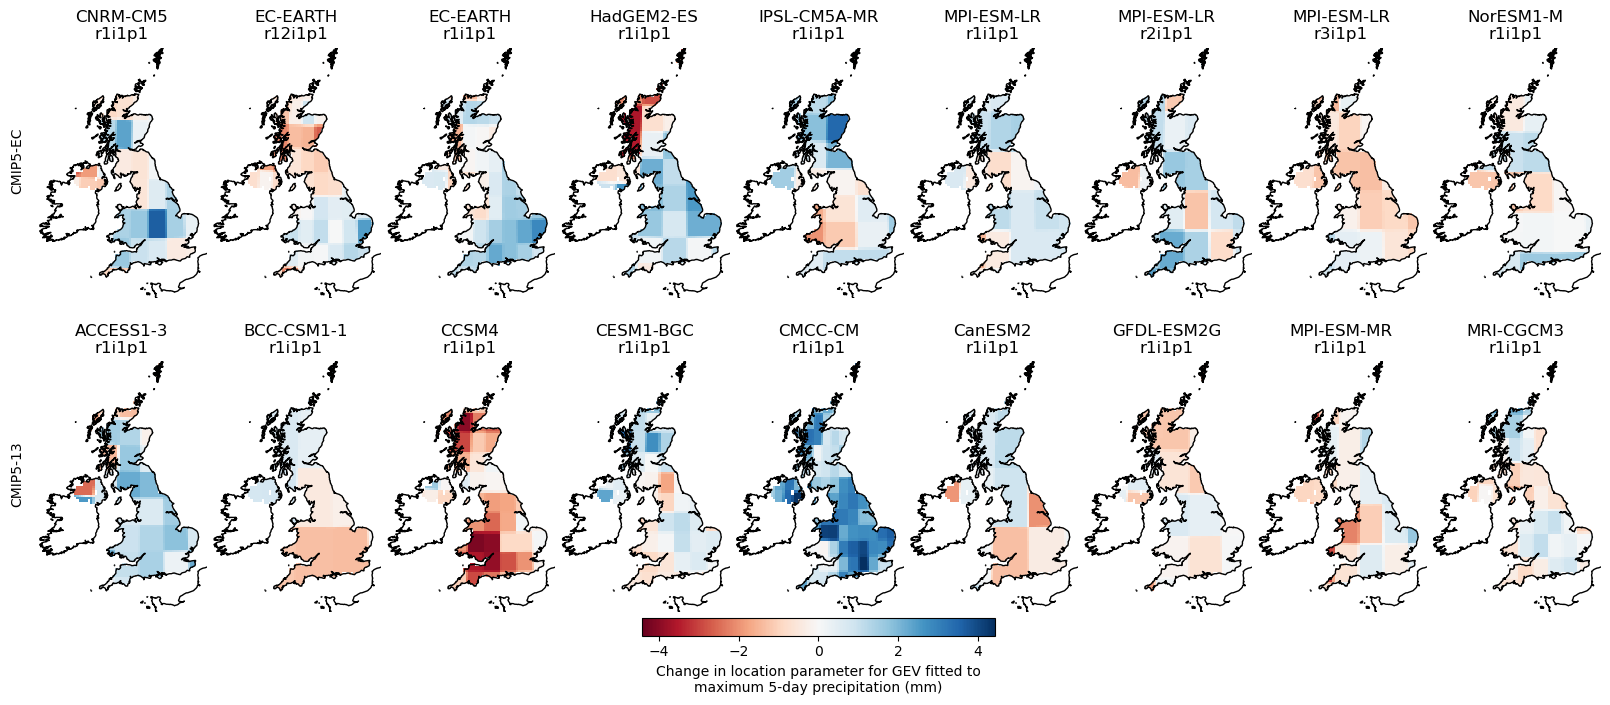 CNRM-CM5 EC-EARTH EC-EARTH HadGEM2-ES IPSL-CM5A-MR MPI-ESM-LR MPI-ESM-LR MPI-ESM-LR NorESM1-M
r1i1p1 r12i1p1 r1i1p1 r1i1p1 r1i1p1 r1i1p1 r2i1p1 r3i1p1 r1i1p1
CMIP5-EC
ACCESS1-3 BCC-CSM1-1 CCSM4 CESM1-BGC CMCC-CM CanESM2 GFDL-ESM2G MPI-ESM-MR MRI-CGCM3
r1i1p1 r1i1p1 r1i1p1 r1i1p1 r1i1p1 r1i1p1 r1i1p1 r1i1p1 r1i1p1
CMIP5-13
−4 −2 0 2 4
Change in location parameter for GEV fitted to
maximum 5-day precipitation (mm)